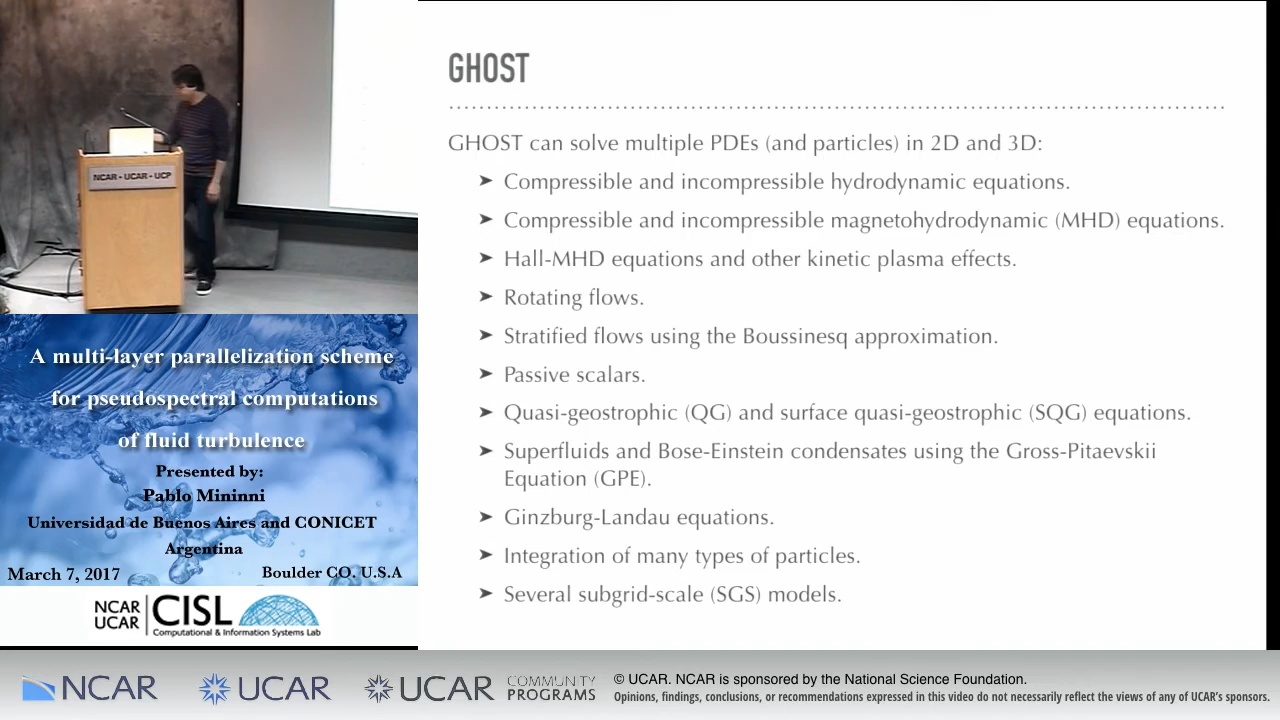 NCAR • UCAR • UCP
A multi-layer parallelization scheme
for pseudospectral computations
of fluid turbulence
Presented by:
Pablo Mininni
Universidad de Buenos Aires and CONICET
Argentina
March 7, 2017
Boulder CO. U.S.A
NCAR
UCAR
CISL
Computational & Information Systems Lab
GHOST
GHOST can solve multiple PDEs (and particles) in 2D and 3D:
➤ Compressible and incompressible hydrodynamic equations.
➤ Compressible and incompressible magnetohydrodynamic (MHD) equations.
➤ Hall-MHD equations and other kinetic plasma effects.
➤ Rotating flows.
➤ Stratified flows using the Boussinesq approximation.
➤ Passive scalars.
➤ Quasi-geostrophic (QG) and surface quasi-geostrophic (SQG) equations.
➤ Superfluids and Bose-Einstein condensates using the Gross-Pitaevskii
Equation (GPE).
➤ Ginzburg-Landau equations.
➤ Integration of many types of particles.
➤ Several subgrid-scale (SGS) models.
NCAR
UCAR
UCAR
COMMUNITY
PROGRAMS
© UCAR. NCAR is sponsored by the National Science Foundation.
Opinions, findings, conclusions, or recommendations expressed in this video do not necessarily reflect the views of any of UCAR's sponsors.